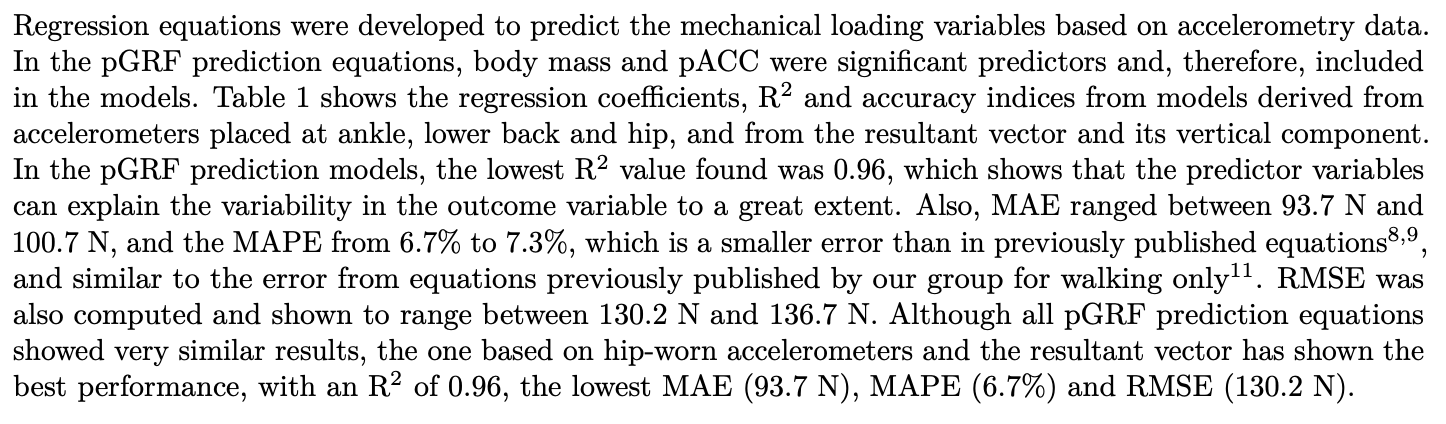 Regression equations were developed to predict the mechanical loading variables based on accelerometry data.
In the pGRF prediction equations, body mass and pACC were significant predictors and, therefore, included
in the models. Table 1 shows the regression coefficients, R² and accuracy indices from models derived from
accelerometers placed at ankle, lower back and hip, and from the resultant vector and its vertical component.
In the pGRF prediction models, the lowest R² value found was 0.96, which shows that the predictor variables
can explain the variability in the outcome variable to a great extent. Also, MAE ranged between 93.7 N and
100.7 N, and the MAPE from 6.7% to 7.3%, which is a smaller error than in previously published equations⁸,⁹,
and similar to the error from equations previously published by our group for walking only¹¹. RMSE was
also computed and shown to range between 130.2 N and 136.7 N. Although all pGRF prediction equations
showed very similar results, the one based on hip-worn accelerometers and the resultant vector has shown the
best performance, with an R² of 0.96, the lowest MAE (93.7 N), MAPE (6.7%) and RMSE (130.2 N).